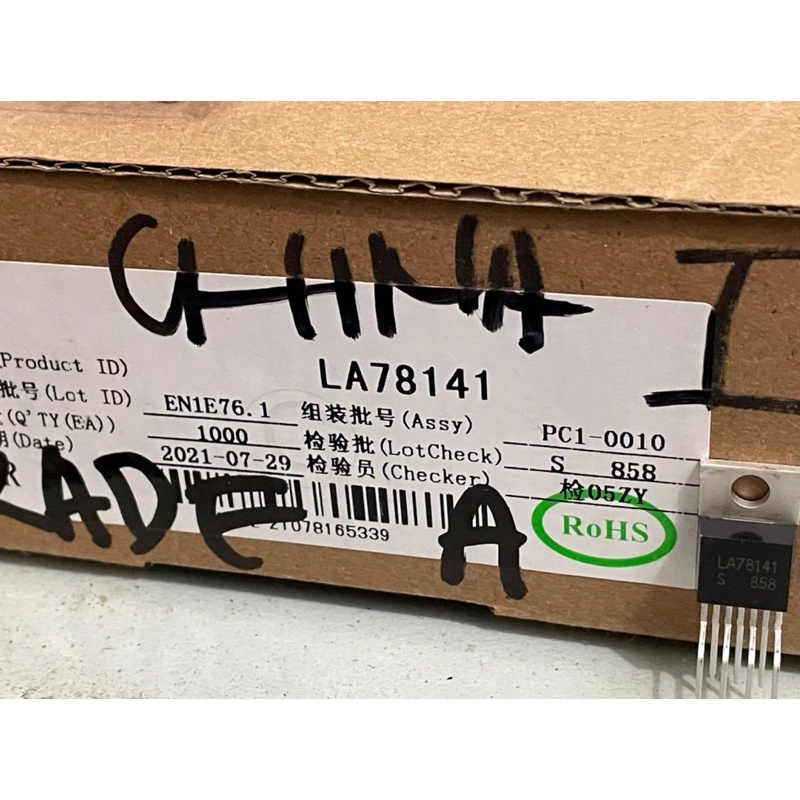 CHINA I
(Product ID) LA78141
批号(Lot ID) EN1E76.1 组装批号(Assy) PC1-0010
(Q'TY(EA)) 1000 检验批(LotCheck) S 858
(Date) 2021-07-29 检验员(Checker) 检05ZY
R
RADE A
21078165339
RoHS
LA78141
S 858